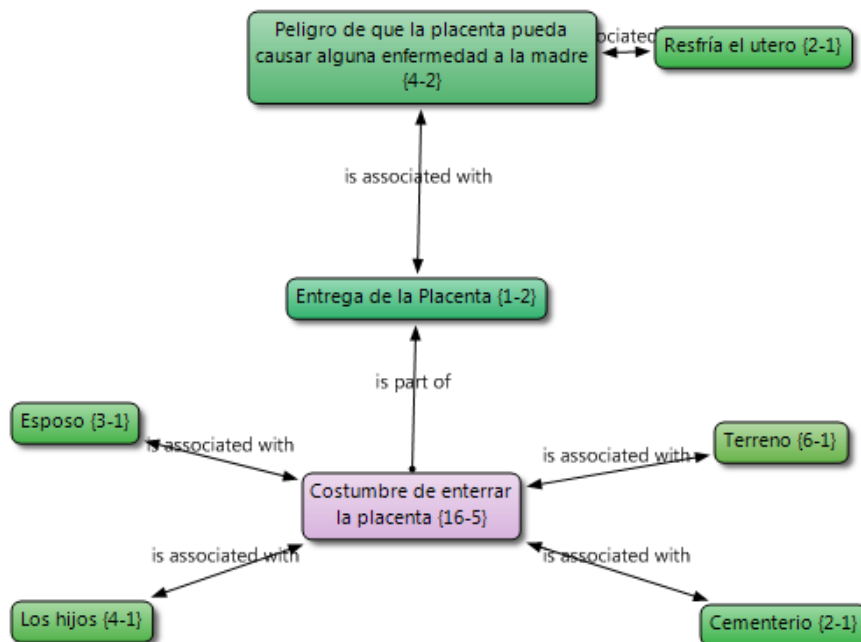 Peligro de que la placenta pueda
causar alguna enfermedad a la madre
{4-2}
ociated
Resfría el utero {2-1}
is associated with
Entrega de la Placenta {1-2}
is part of
Esposo {3-1}
is associated with
Terreno {6-1}
is associated with
Costumbre de enterrar
la placenta {16-5}
is associated with
is associated with
Los hijos {4-1}
Cementerio {2-1}